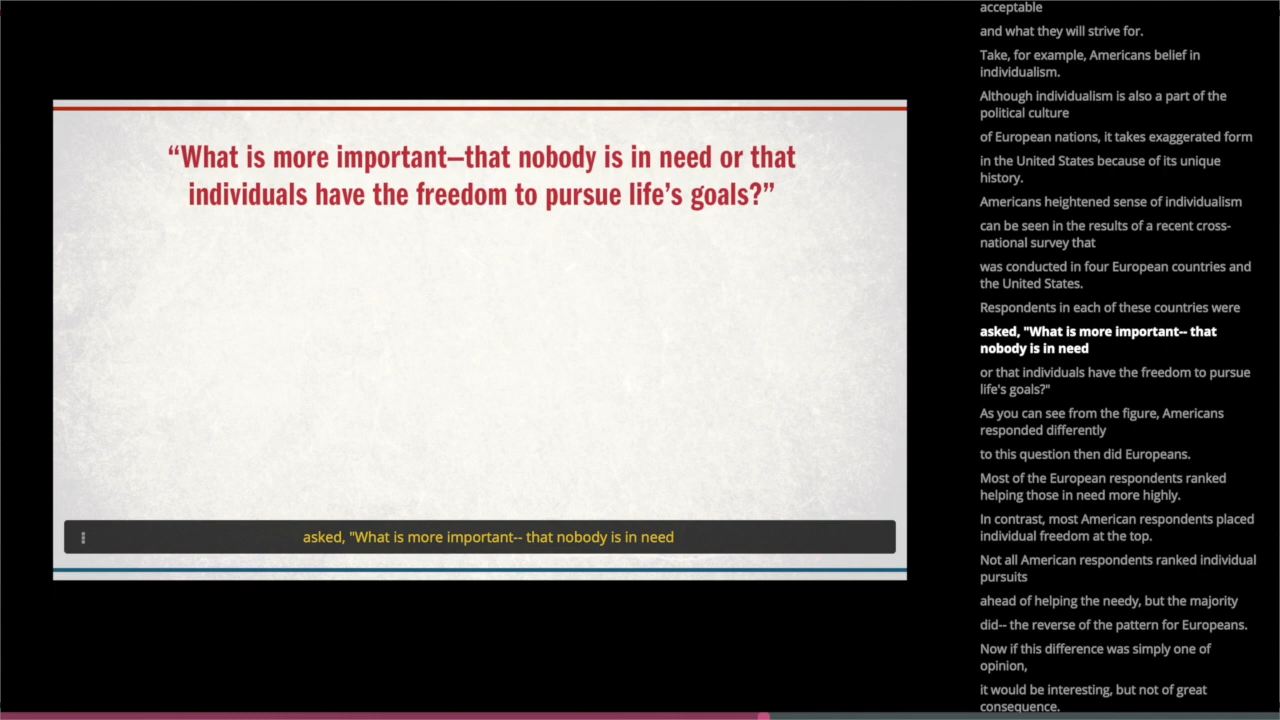 “What is more important—that nobody is in need or that
individuals have the freedom to pursue life’s goals?”
asked, "What is more important-- that nobody is in need
acceptable
and what they will strive for.
Take, for example, Americans belief in
individualism.
Although individualism is also a part of the
political culture
of European nations, it takes exaggerated form
in the United States because of its unique
history.
Americans heightened sense of individualism
can be seen in the results of a recent cross-
national survey that
was conducted in four European countries and
the United States.
Respondents in each of these countries were
asked, "What is more important-- that
nobody is in need
or that individuals have the freedom to pursue
life's goals?"
As you can see from the figure, Americans
responded differently
to this question then did Europeans.
Most of the European respondents ranked
helping those in need more highly.
In contrast, most American respondents placed
individual freedom at the top.
Not all American respondents ranked individual
pursuits
ahead of helping the needy, but the majority
did-- the reverse of the pattern for Europeans.
Now if this difference was simply one of
opinion,
it would be interesting, but not of great
consequence.